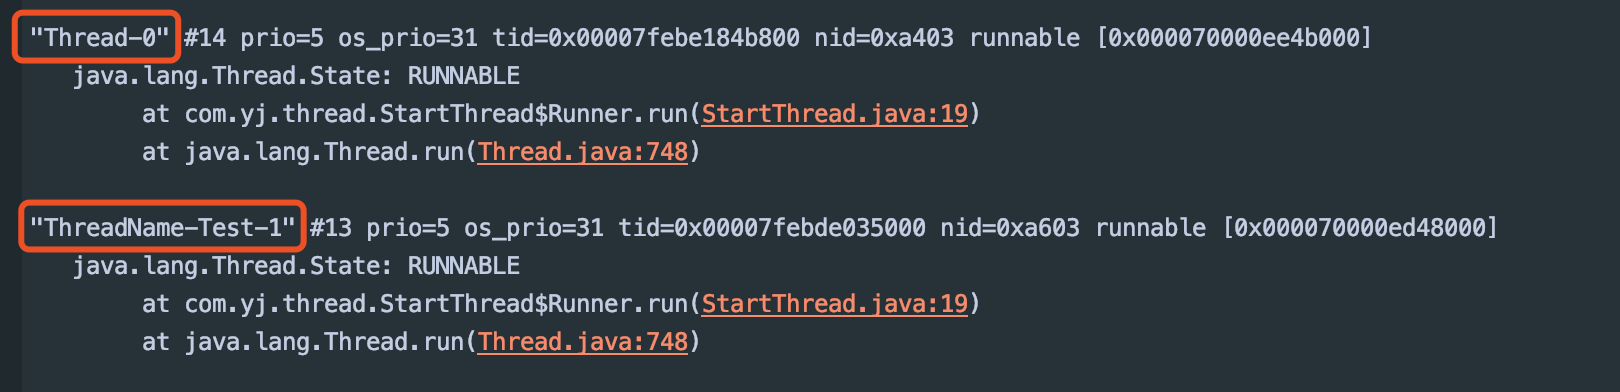 "Thread-0" #14 prio=5 os_prio=31 tid=0x00007febe184b800 nid=0xa403 runnable [0x000070000ee4b000]
java.lang.Thread.State: RUNNABLE
at com.yj.thread.StartThread$Runner.run(StartThread.java:19)
at java.lang.Thread.run(Thread.java:748)
"ThreadName-Test-1" #13 prio=5 os_prio=31 tid=0x00007febde035000 nid=0xa603 runnable [0x000070000ed48000]
java.lang.Thread.State: RUNNABLE
at com.yj.thread.StartThread$Runner.run(StartThread.java:19)
at java.lang.Thread.run(Thread.java:748)